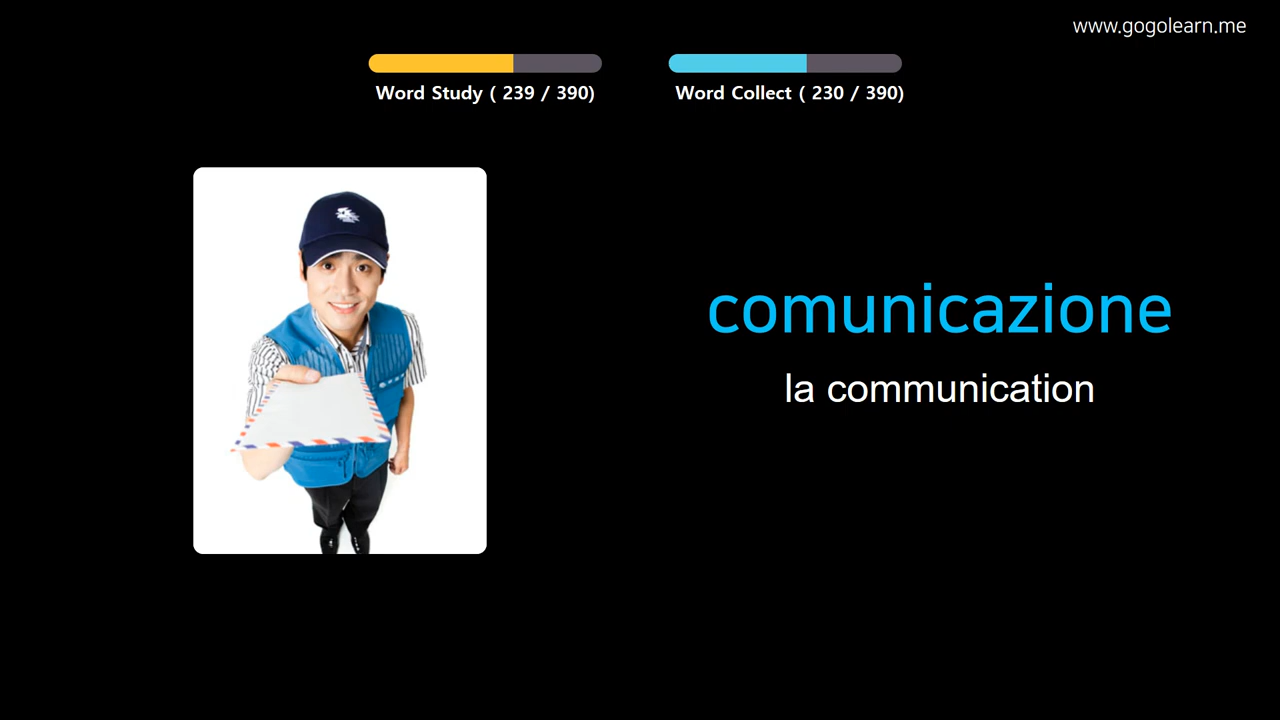 www.gogolearn.me
Word Study ( 239 / 390)
Word Collect ( 230 / 390)
comunicazione
la communication